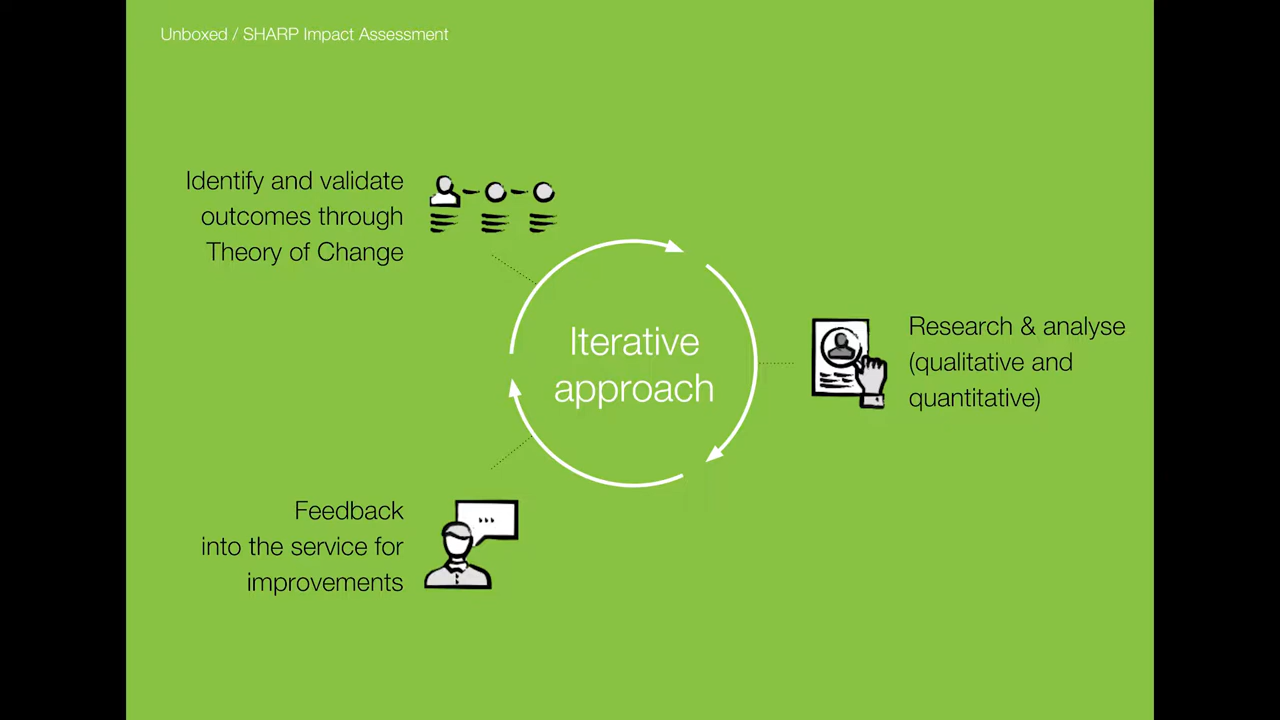 Unboxed / SHARP Impact Assessment
Identify and validate
outcomes through
Theory of Change
Iterative
approach
Research & analyse
(qualitative and
quantitative)
Feedback
into the service for
improvements